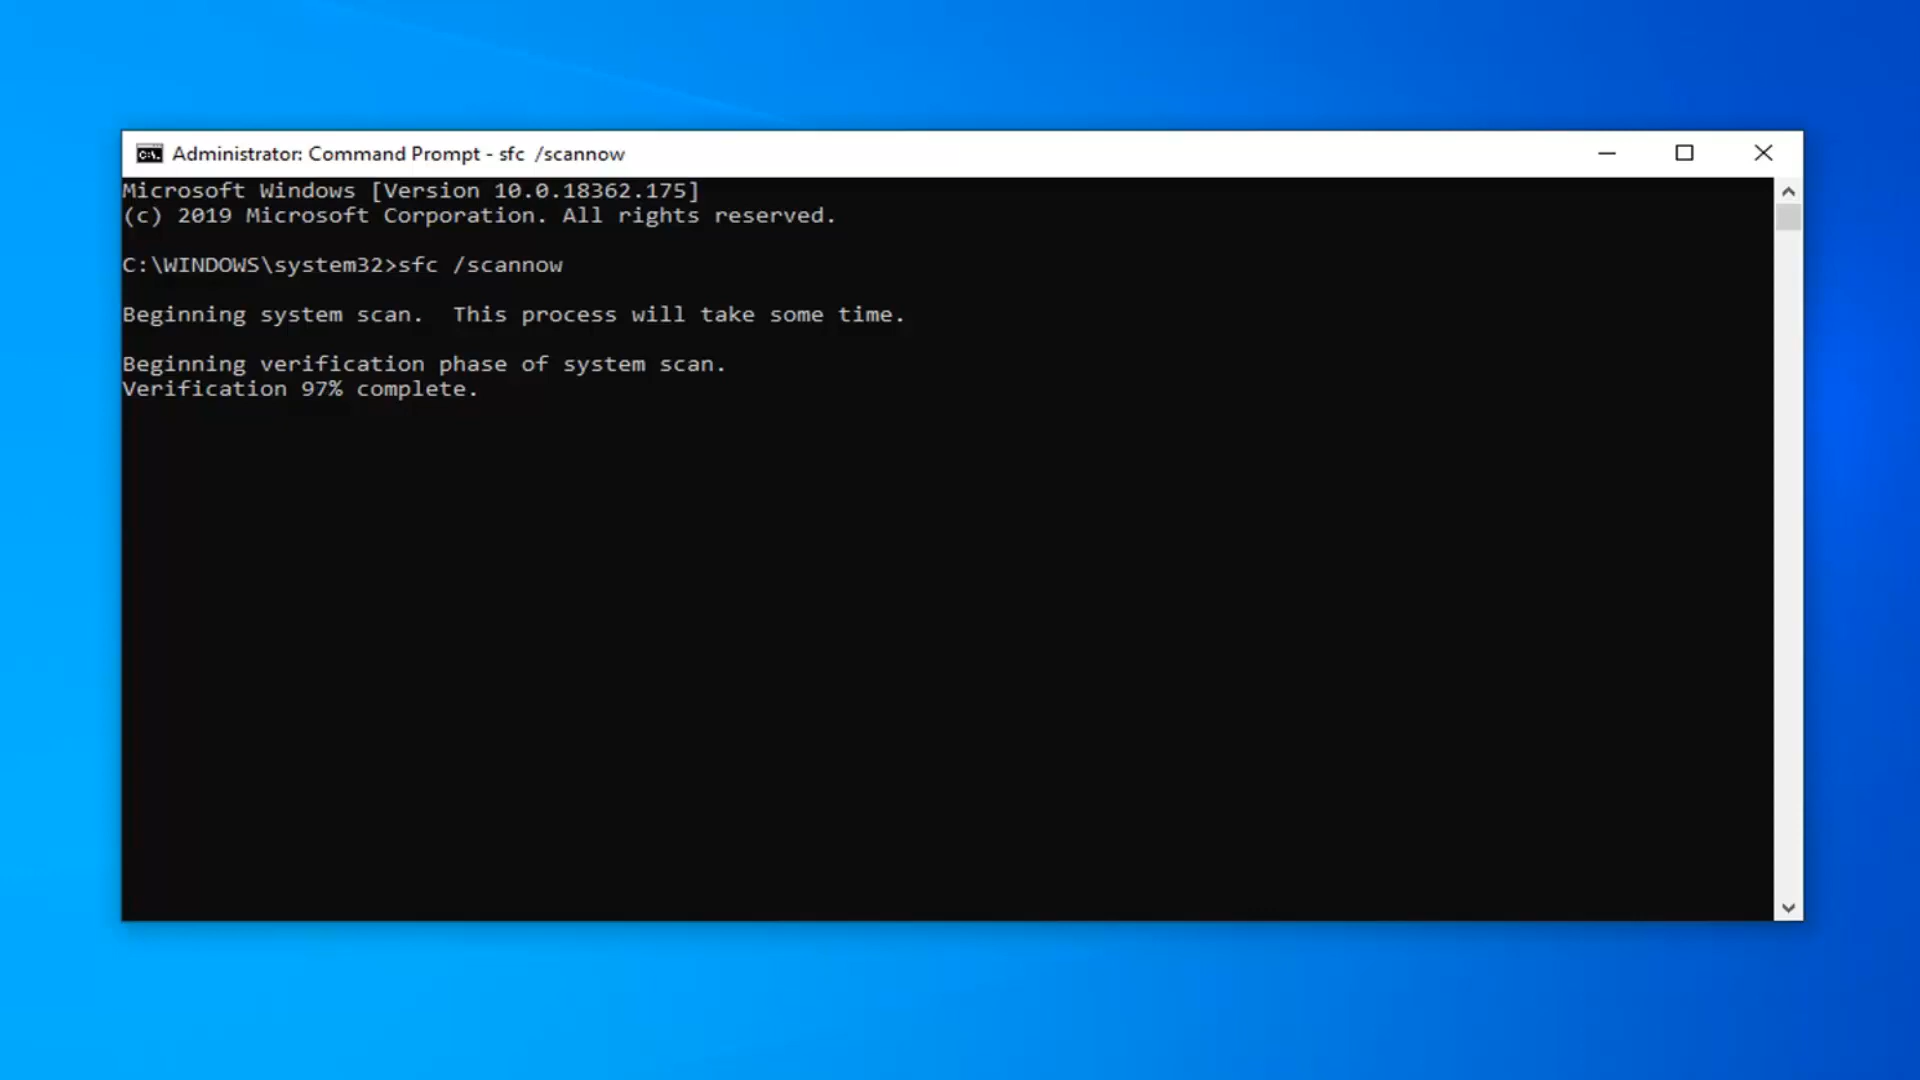 Administrator: Command Prompt - sfc  /scannow
Microsoft Windows [Version 10.0.18362.175]
(c) 2019 Microsoft Corporation. All rights reserved.
C:\WINDOWS\system32>sfc /scannow
Beginning system scan.  This process will take some time.
Beginning verification phase of system scan.
Verification 97% complete.